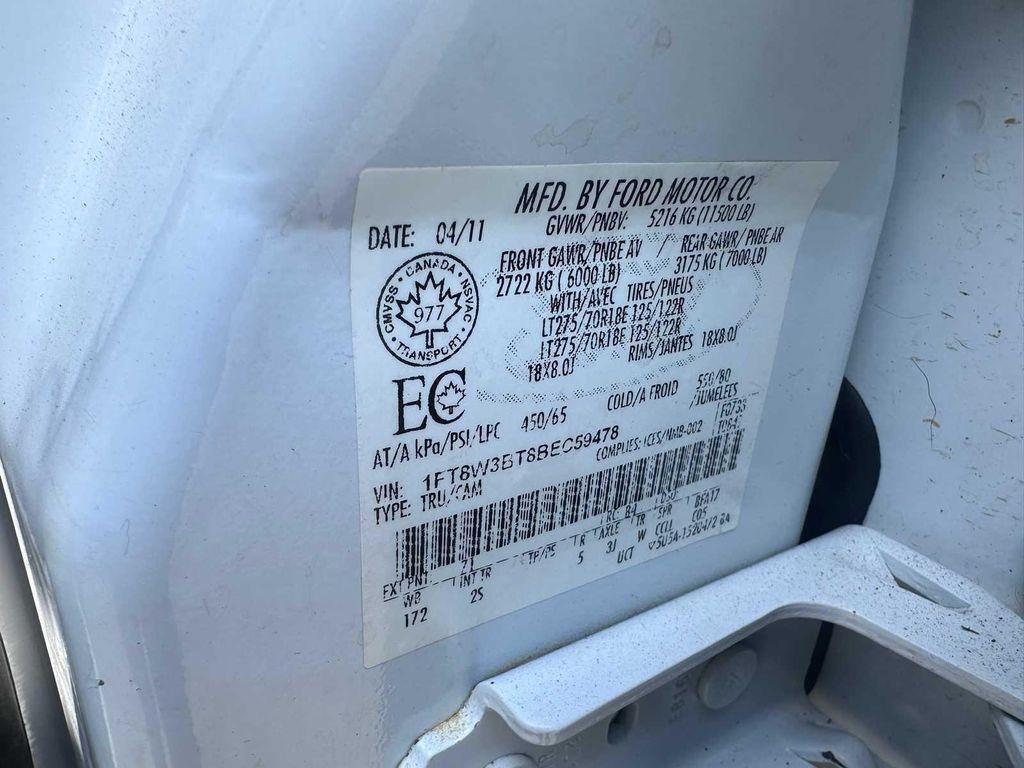 MFD. BY FORD MOTOR CO.
DATE: 04/11
GVWR/PNBV: 5216 KG (11500 LB)
FRONT GAWR/PNBE AV / REAR GAWR/PNBE AR
2722 KG ( 6000 LB) 3175 KG ( 7000 LB)
WITH/AVEC TIRES/PNEUS
LT275/70R18E 125/122R
LT275/70R18E 125/122R
18X8.0J RIMS/JANTES 18X8.0J
CANADA
CMVSS NSVAC
977
TRANSPORT
EC
AT/A kPa/PSI/LPC 450/65 COLD/A FROID 550/80
/JUMELEES
VIN: 1FT8W3BT8BEC59478
COMPLIES: ICES/NMB-002
TYPE: TRU/CAM
EXT PNT Z1
WB INT TR TP/PS R AXLE TR SPR
172 2S 5 3J W CCLL
UCT